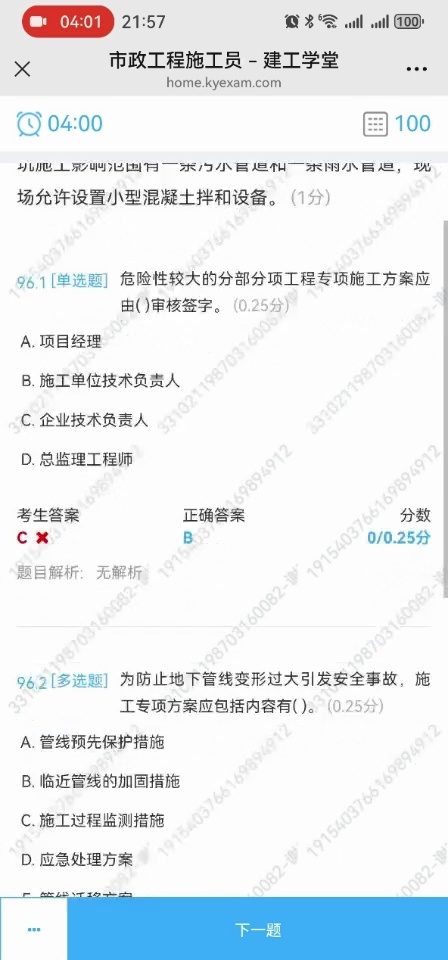 04:01 21:57 6 100
市政工程施工员 – 建工学堂
home.kyexam.com
04:00 100
坑施工影响范围有一条污水管道和一条雨水管道，现
场允许设置小型混凝土拌和设备。(1分)
96.1 [单选题] 危险性较大的分部分项工程专项施工方案应
由( )审核签字。(0.25分)
A. 项目经理
B. 施工单位技术负责人
C. 企业技术负责人
D. 总监理工程师
考生答案 正确答案 分数
C ✖ B 0/0.25分
题目解析: 无解析
96.2 [多选题] 为防止地下管线变形过大引发安全事故，施
工专项方案应包括内容有( )。(0.25分)
A. 管线预先保护措施
B. 临近管线的加固措施
C. 施工过程监测措施
D. 应急处理方案
E. 管线迁移方案
下一题